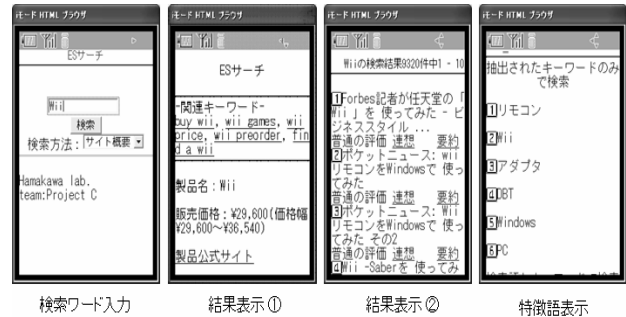 iモード HTML ブラウザ
ESサーチ
Wii
検索
検索方法：サイト概要
Hamakawa lab.
team:Project C
検索ワード入力
iモード HTML ブラウザ
ESサーチ
-関連キーワード-
buy wii, wii games, wii
price, wii preorder, fin
d a wii
製品名：Wii
販売価格：¥29,600(価格幅
¥29,600～¥36,540)
製品公式サイト
結果表示①
iモード HTML ブラウザ
Wiiの検索結果9320件中1 - 10
1Forbes記者が任天堂の「
Wii」を 使ってみた - ビ
ジネススタイル ...
普通の評価 連想 要約
2ポケットニュース: wii
リモコンをWindowsで 使っ
てみた
普通の評価 連想 要約
3ポケットニュース: Wii
リモコンをWindowsで 使っ
てみた その2
普通の評価 連想 要約
4Wii -Saberを 使ってみ
結果表示②
iモード HTML ブラウザ
抽出されたキーワードのみ
で検索
1リモコン
2Wii
3アダプタ
4DBT
5Windows
6PC
特徴語表示